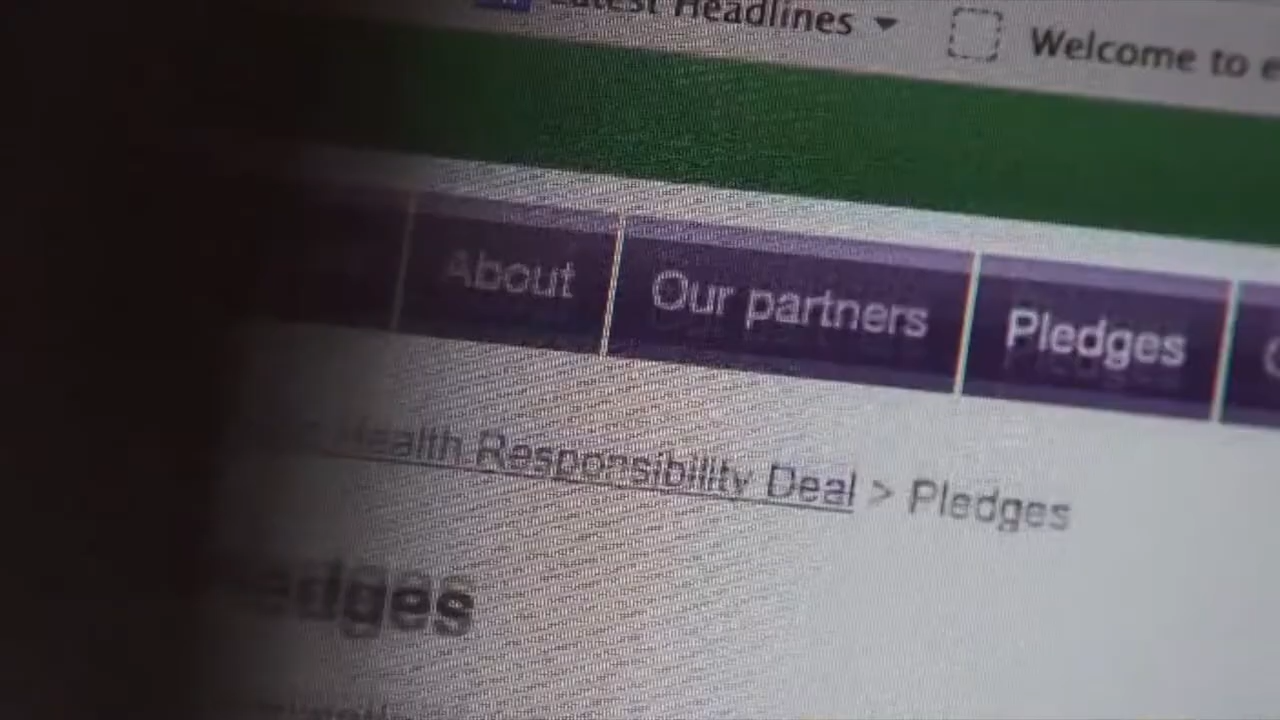 Latest Headlines
Welcome to
About
Our partners
Pledges
Health Responsibility Deal > Pledges